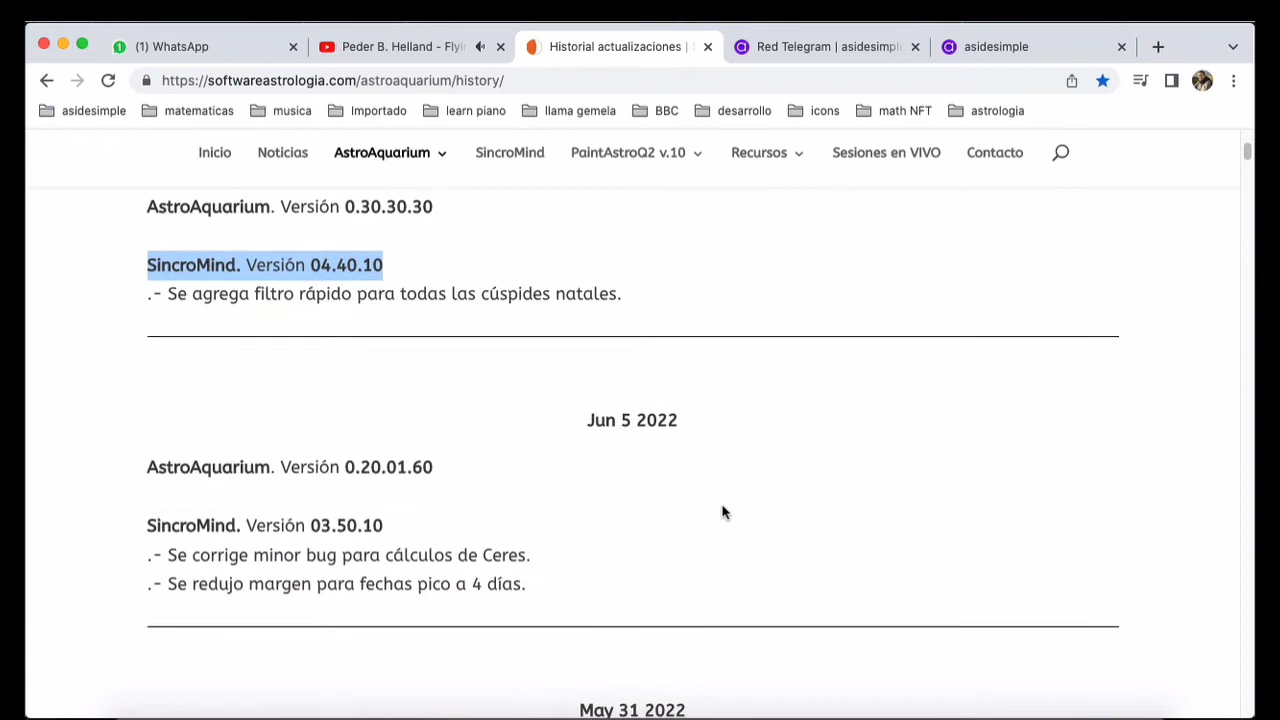 (1) WhatsApp
Peder B. Helland - Flyi
Historial actualizaciones | S
Red Telegram | asidesimple
asidesimple
https://softwareastrologia.com/astroaquarium/history/
asidesimple matematicas musica Importado learn piano llama gemela BBC desarrollo icons math NFT astrologia
Inicio Noticias AstroAquarium SincroMind PaintAstroQ2 v.10 Recursos Sesiones en VIVO Contacto
AstroAquarium. Versión 0.30.30.30
SincroMind. Versión 04.40.10
.- Se agrega filtro rápido para todas las cúspides natales.
Jun 5 2022
AstroAquarium. Versión 0.20.01.60
SincroMind. Versión 03.50.10
.- Se corrige minor bug para cálculos de Ceres.
.- Se redujo margen para fechas pico a 4 días.
May 31 2022